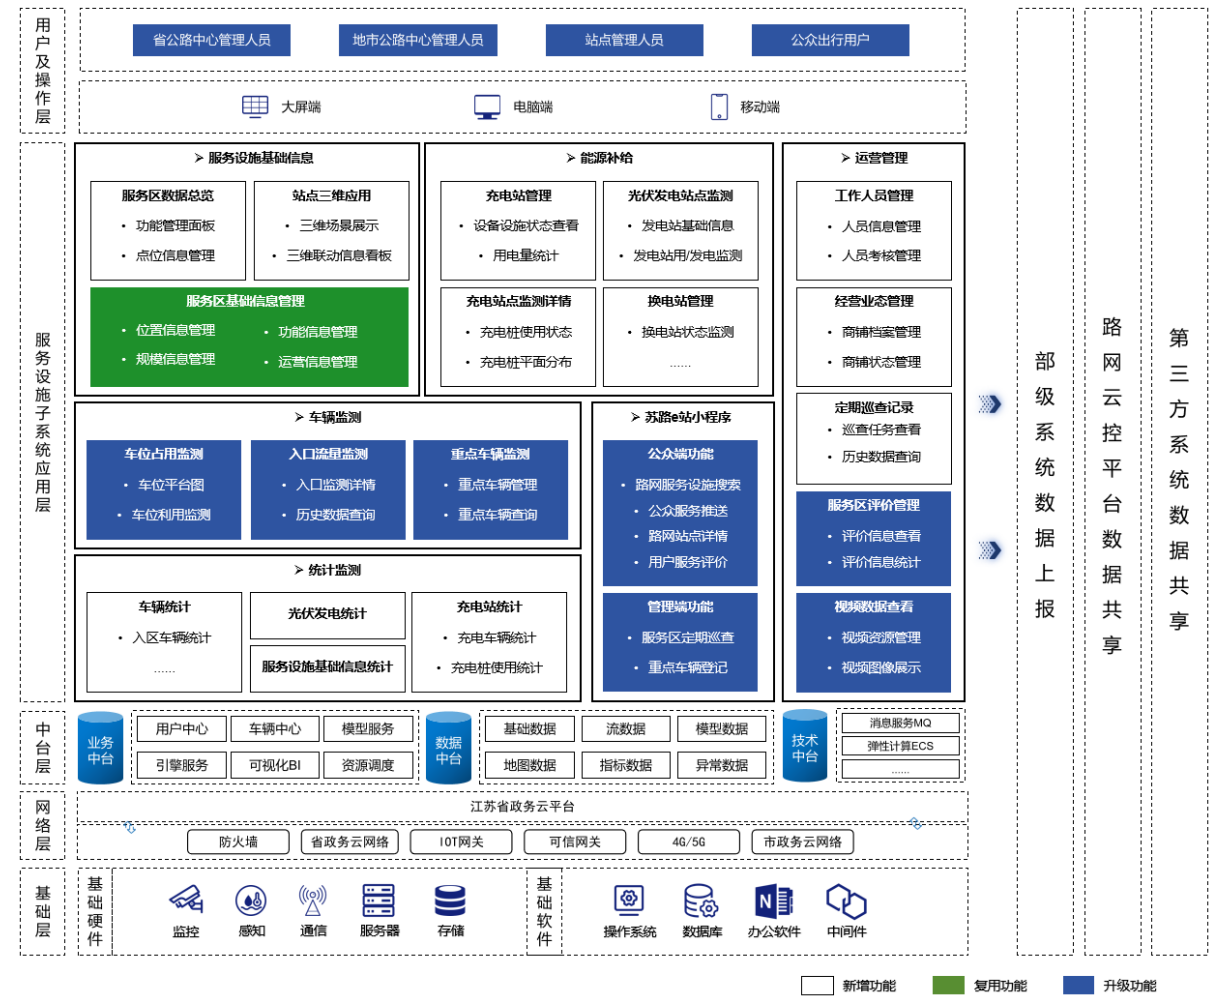 用户及操作层
省公路中心管理人员
地市公路中心管理人员
站点管理人员
公众出行用户
大屏端
电脑端
移动端
服务设施子系统应用层
➢ 服务设施基础信息
服务区数据总览
• 功能管理面板
• 点位信息管理
站点三维应用
• 三维场景展示
• 三维联动信息看板
服务区基础信息管理
• 位置信息管理
• 功能信息管理
• 规模信息管理
• 运营信息管理
➢ 能源补给
充电站管理
• 设备设施状态查看
• 用电量统计
光伏发电站点监测
• 发电站基础信息
• 发电站用/发电监测
充电站点监测详情
• 充电桩使用状态
• 充电桩平面分布
换电站管理
• 换电站状态监测
......
➢ 运营管理
工作人员管理
• 人员信息管理
• 人员考核管理
经营业态管理
• 商铺档案管理
• 商铺状态管理
定期巡查记录
• 巡查任务查看
• 历史数据查询
服务区评价管理
• 评价信息查看
• 评价信息统计
视频数据查看
• 视频资源管理
• 视频图像展示
➢ 车辆监测
车位占用监测
• 车位平台图
• 车位利用监测
入口流量监测
• 入口监测详情
• 历史数据查询
重点车辆监测
• 重点车辆管理
• 重点车辆查询
➢ 苏路e站小程序
公众端功能
• 路网服务设施搜索
• 公众服务推送
• 路网站点详情
• 用户服务评价
管理端功能
• 服务区定期巡查
• 重点车辆登记
➢ 统计监测
车辆统计
• 入区车辆统计
......
光伏发电统计
服务设施基础信息统计
充电站统计
• 充电车辆统计
• 充电桩使用统计
中台层
业务中台
用户中心
车辆中心
模型服务
引擎服务
可视化BI
资源调度
数据中台
基础数据
流数据
模型数据
地图数据
指标数据
异常数据
技术中台
消息服务MQ
弹性计算ECS
......
网络层
江苏省政务云平台
防火墙
省政务云网络
IOT网关
可信网关
4G/5G
市政务云网络
基础层
基础硬件
监控
感知
通信
服务器
存储
基础软件
操作系统
数据库
N
办公软件
中间件
部级系统数据上报
路网云控平台数据共享
第三方系统数据共享
新增功能
复用功能
升级功能